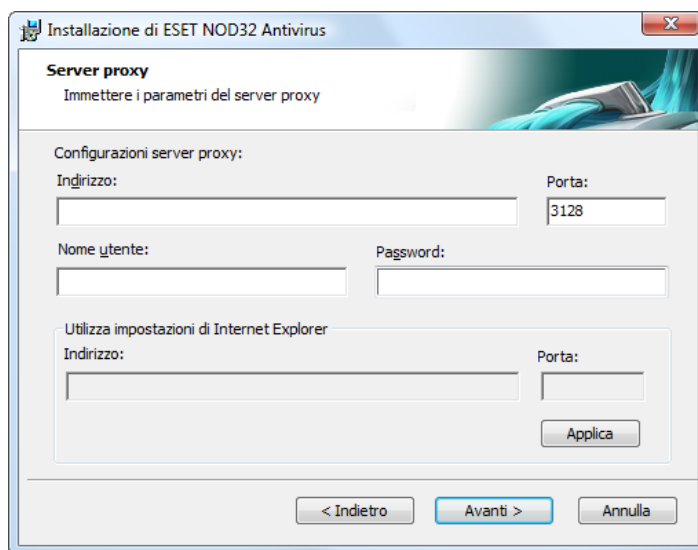 Installazione di ESET NOD32 Antivirus
Server proxy
Immettere i parametri del server proxy
Configurazioni server proxy:
Indirizzo: Porta:
3128
Nome utente: Password:
Utilizza impostazioni di Internet Explorer
Indirizzo: Porta:
Applica
< Indietro Avanti > Annulla